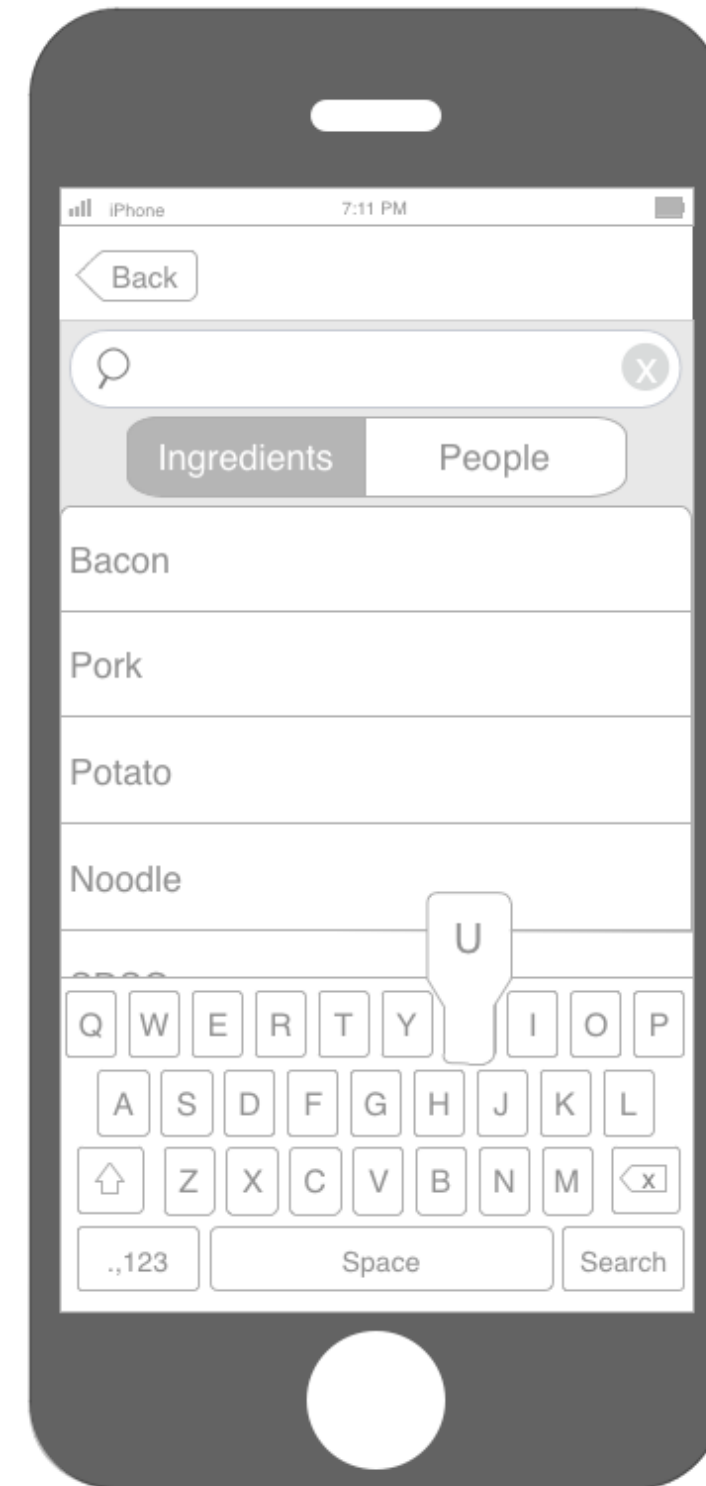 iPhone 7:11 PM
Back
X
Ingredients People
Bacon
Pork
Potato
Noodle
U
Q W E R T Y I O P
A S D F G H J K L
Z X C V B N M x
.,123 Space Search